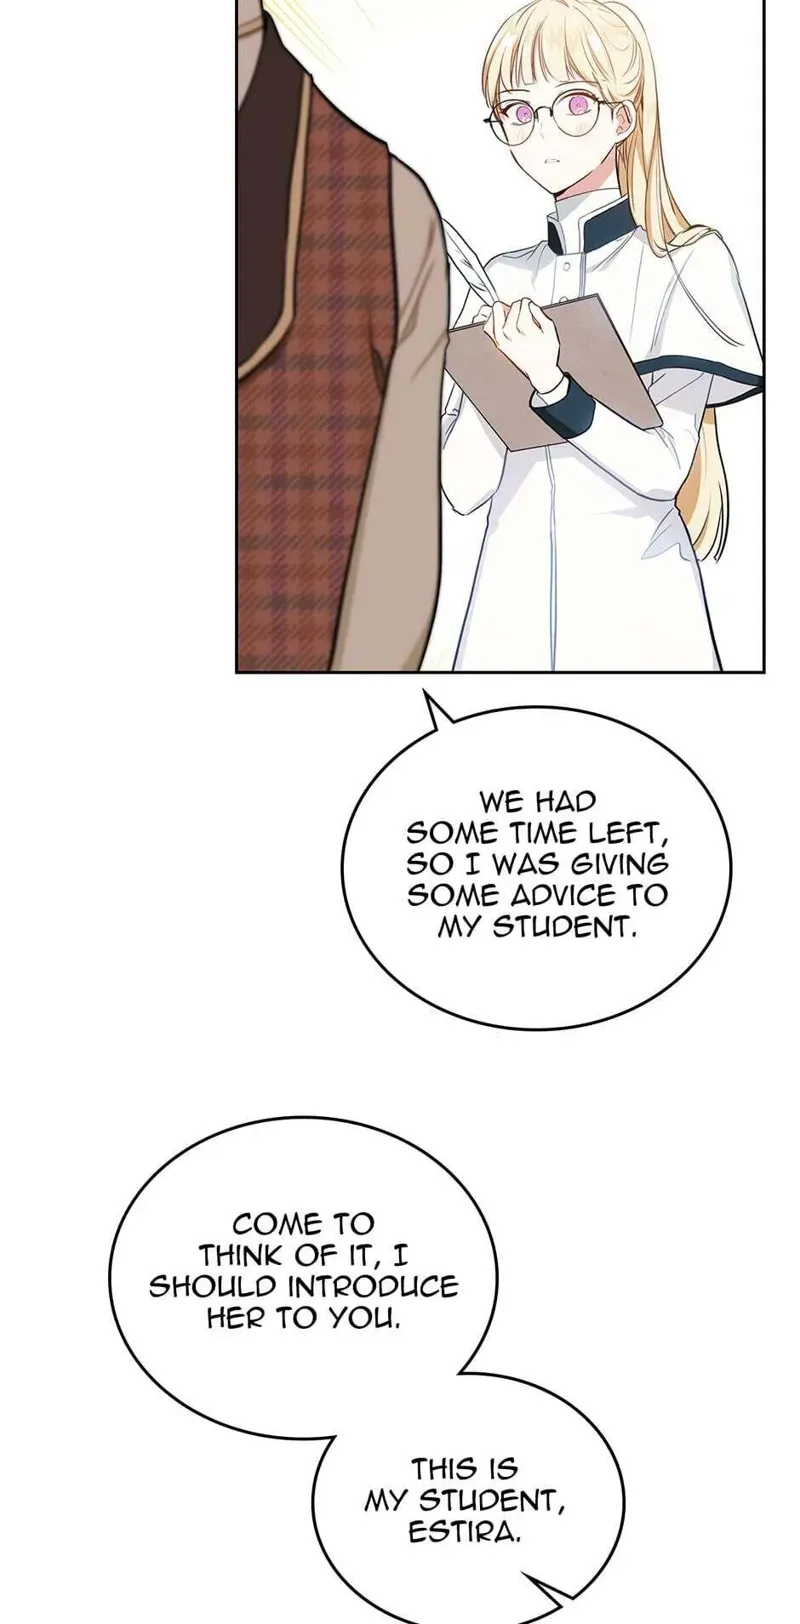 WE HAD
SOME TIME LEFT,
SO I WAS GIVING
SOME ADVICE TO
MY STUDENT.
COME TO
THINK OF IT, I
SHOULD INTRODUCE
HER TO YOU.
THIS IS
MY STUDENT,
ESTIRA.